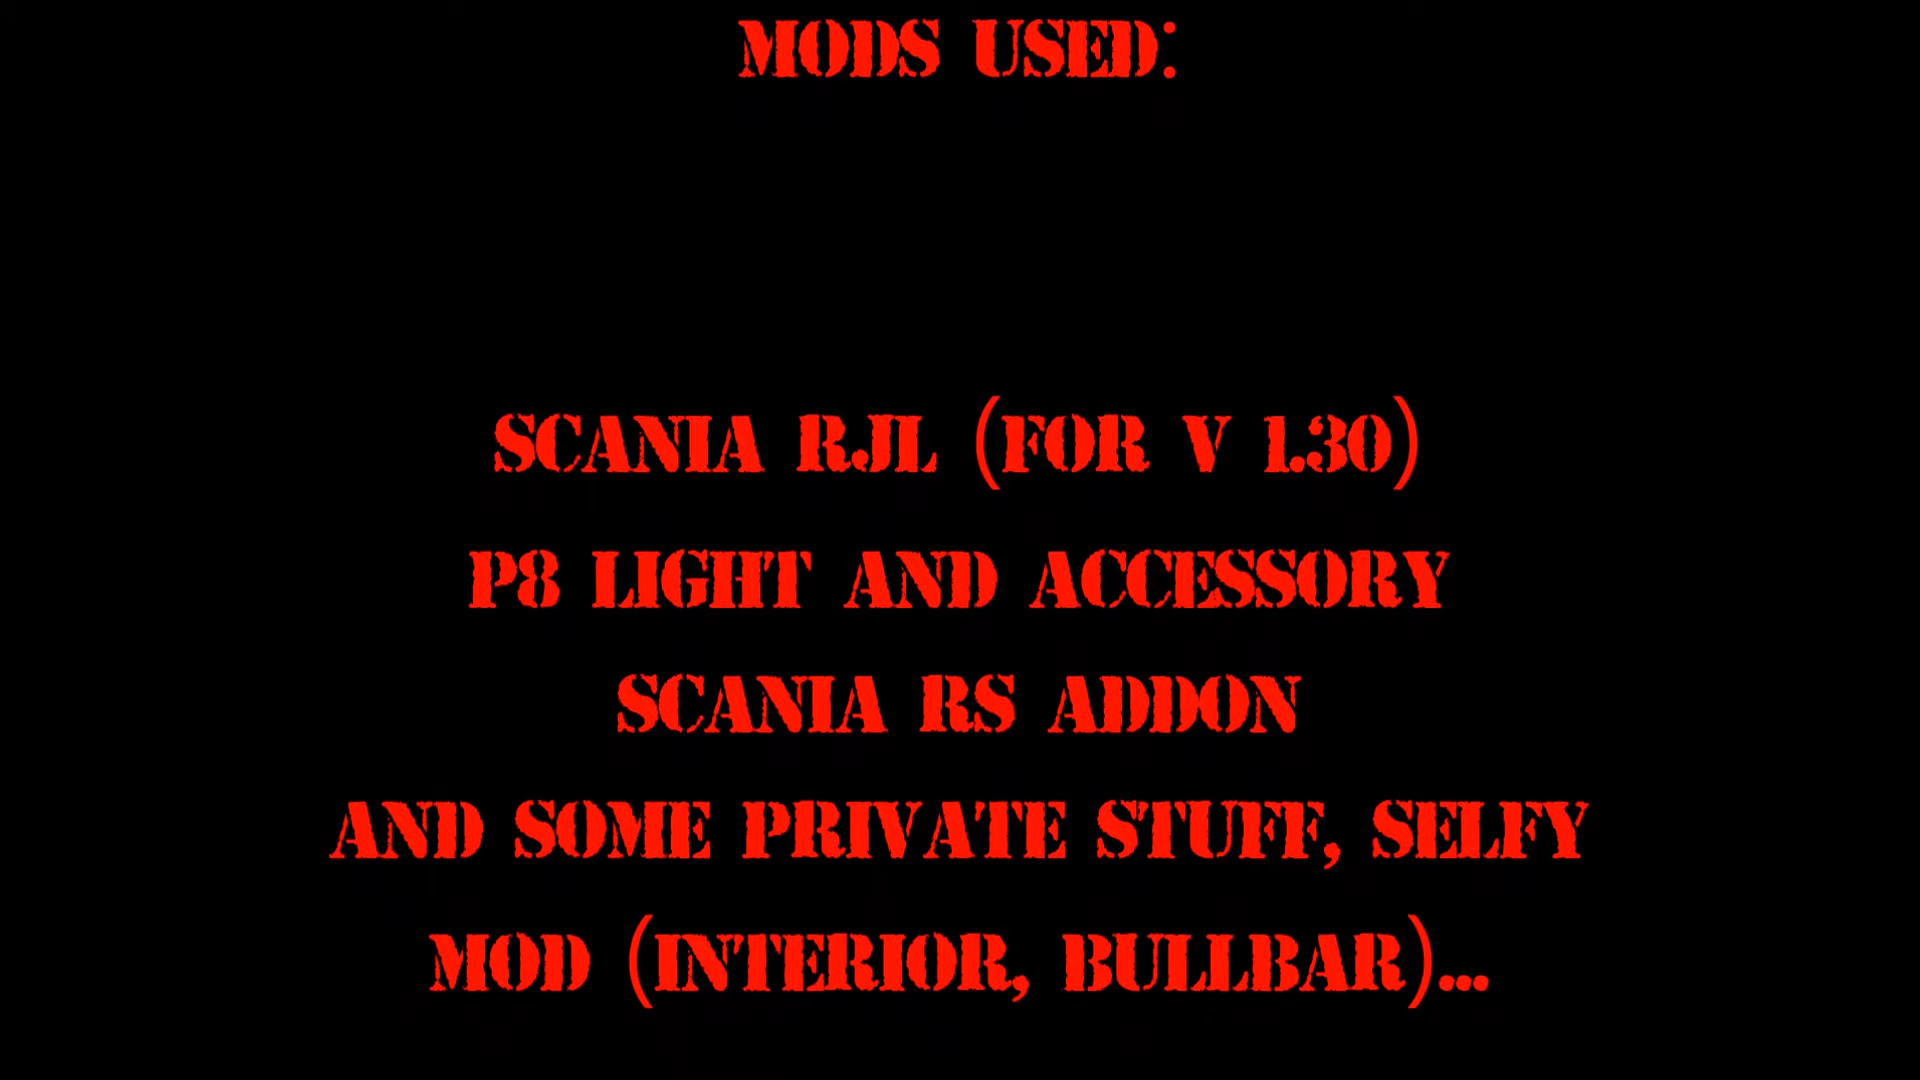 MODS USED:
SCANIA RJL (FOR V 1.30)
P8 LIGHT AND ACCESSORY
SCANIA RS ADDON
AND SOME PRIVATE STUFF, SELFY
MOD (INTERIOR, BULLBAR)...